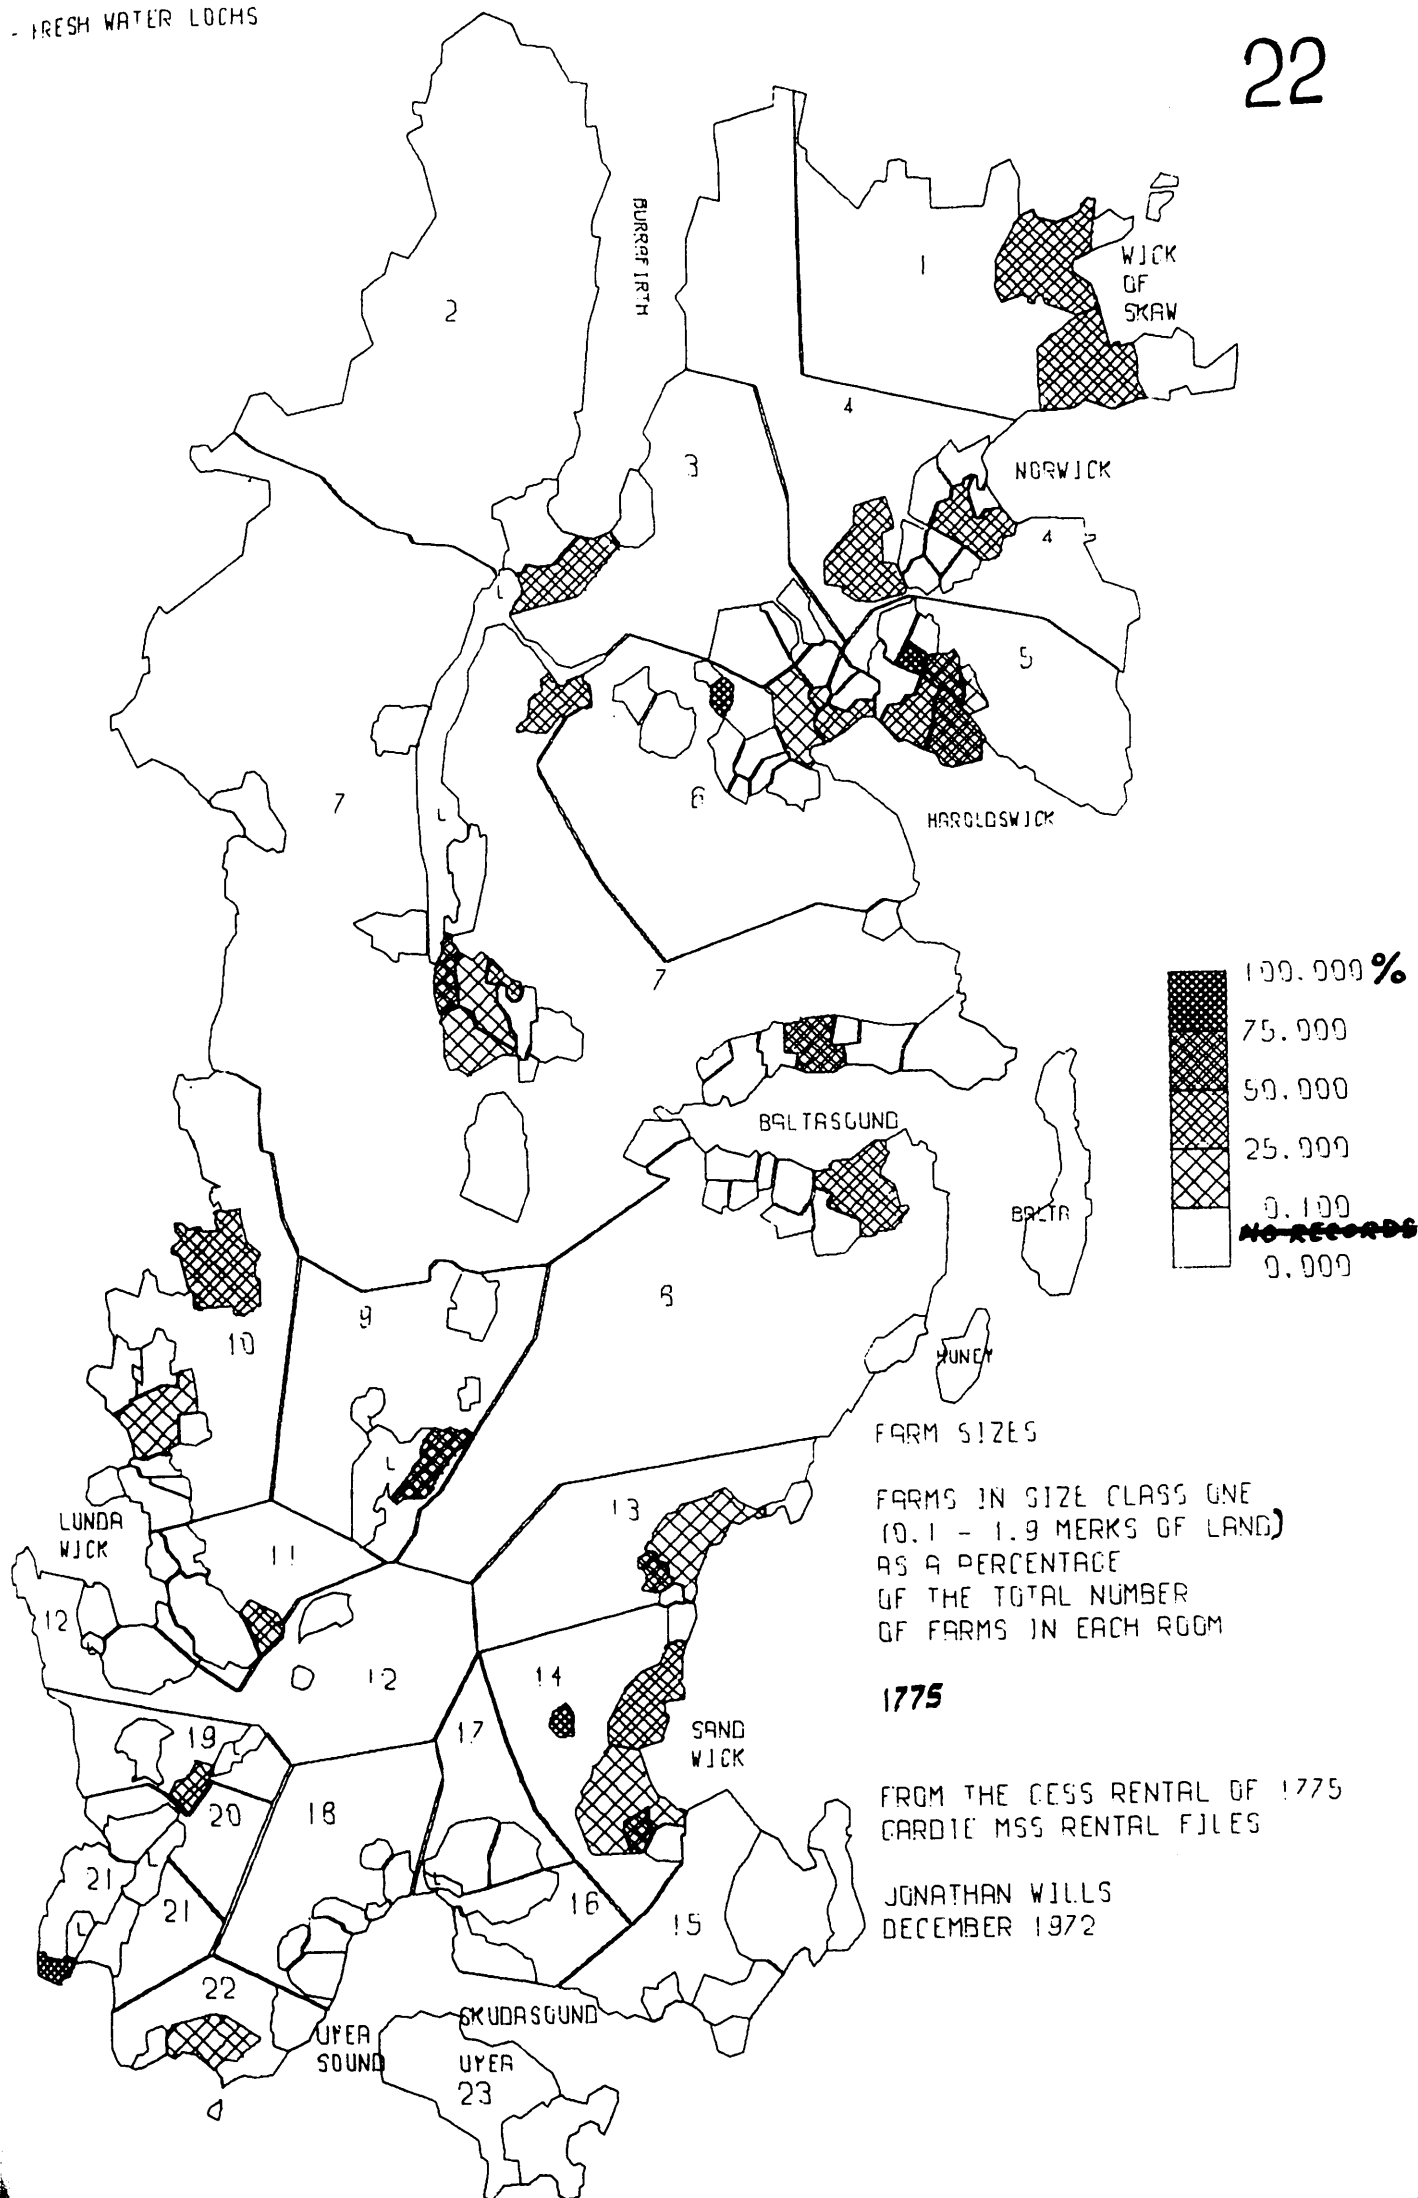 - FRESH WATER LOCHS
22
BURRAFIRTH
1
WICK
OF
SKAW
2
4
3
NORWICK
4
L
5
7
L
6
HAROLDSWICK
7
100.000%
75.000
50.000
25.000
0.100
NO RECORDS
0.000
BALTASOUND
BALTA
8
9
10
HUNEY
L
FARM SIZES
FARMS IN SIZE CLASS ONE
(0.1 - 1.9 MERKS OF LAND)
AS A PERCENTAGE
OF THE TOTAL NUMBER
OF FARMS IN EACH ROOM
1775
FROM THE CESS RENTAL OF 1775
GARDIE MSS RENTAL FILES
JONATHAN WILLS
DECEMBER 1972
13
LUNDA
WICK
11
12
L
12
14
17
SAND
WICK
19
20
18
L
21
21
L
L
16
15
22
SKUDASOUND
UYEA
SOUND
UYEA
23